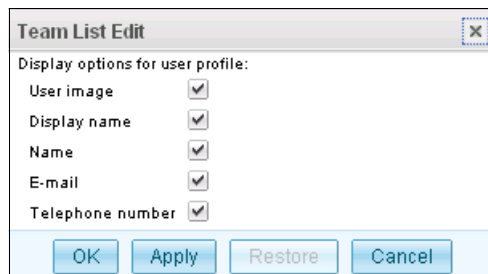 Team List Edit
Display options for user profile:
User image
Display name
Name
E-mail
Telephone number
OK Apply Restore Cancel